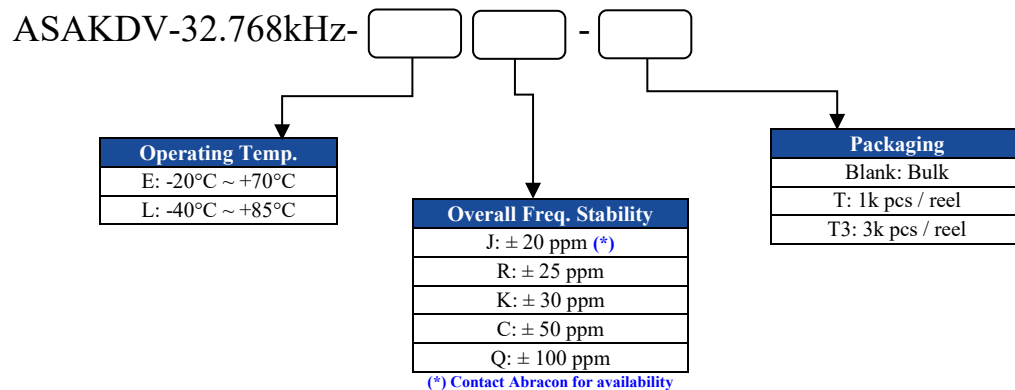 ASAKDV-32.768kHz- -
Operating Temp.
E: -20°C ~ +70°C
L: -40°C ~ +85°C
Overall Freq. Stability
J: ± 20 ppm (*)
R: ± 25 ppm
K: ± 30 ppm
C: ± 50 ppm
Q: ± 100 ppm
(*) Contact Abracon for availability
Packaging
Blank: Bulk
T: 1k pcs / reel
T3: 3k pcs / reel